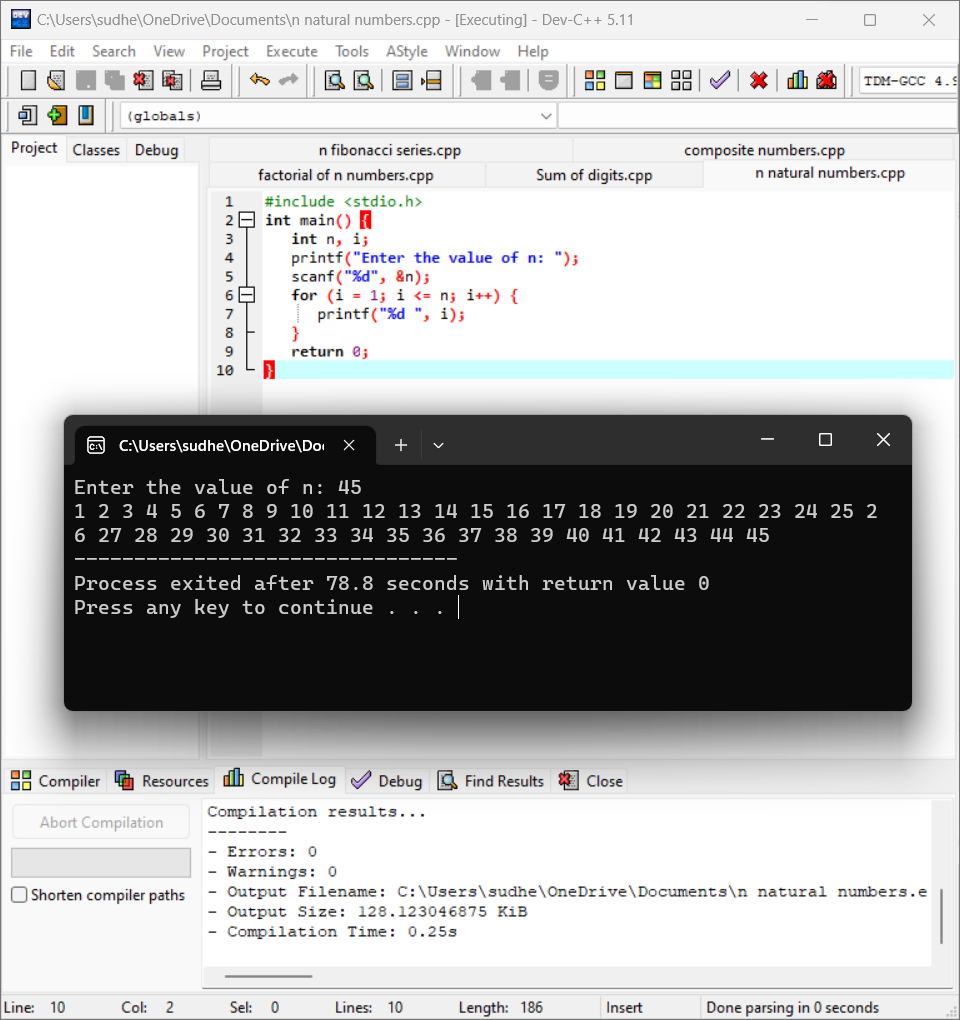 C:\Users\sudhe\OneDrive\Documents\n natural numbers.cpp - [Executing] - Dev-C++ 5.11
File Edit Search View Project Execute Tools AStyle Window Help
TDM-GCC 4.9
(globals)
Project Classes Debug
n fibonacci series.cpp composite numbers.cpp
factorial of n numbers.cpp Sum of digits.cpp n natural numbers.cpp
1 #include <stdio.h>
2 int main() {
3 int n, i;
4 printf("Enter the value of n: ");
5 scanf("%d", &n);
6 for (i = 1; i <= n; i++) {
7 printf("%d ", i);
8 }
9 return 0;
10 }
C:\Users\sudhe\OneDrive\Do
Enter the value of n: 45
1 2 3 4 5 6 7 8 9 10 11 12 13 14 15 16 17 18 19 20 21 22 23 24 25 2
6 27 28 29 30 31 32 33 34 35 36 37 38 39 40 41 42 43 44 45
--------------------------------
Process exited after 78.8 seconds with return value 0
Press any key to continue . . .
Compiler Resources Compile Log Debug Find Results Close
Abort Compilation
Shorten compiler paths
Compilation results...
--------
- Errors: 0
- Warnings: 0
- Output Filename: C:\Users\sudhe\OneDrive\Documents\n natural numbers.e
- Output Size: 128.123046875 KiB
- Compilation Time: 0.25s
Line: 10 Col: 2 Sel: 0 Lines: 10 Length: 186 Insert Done parsing in 0 seconds